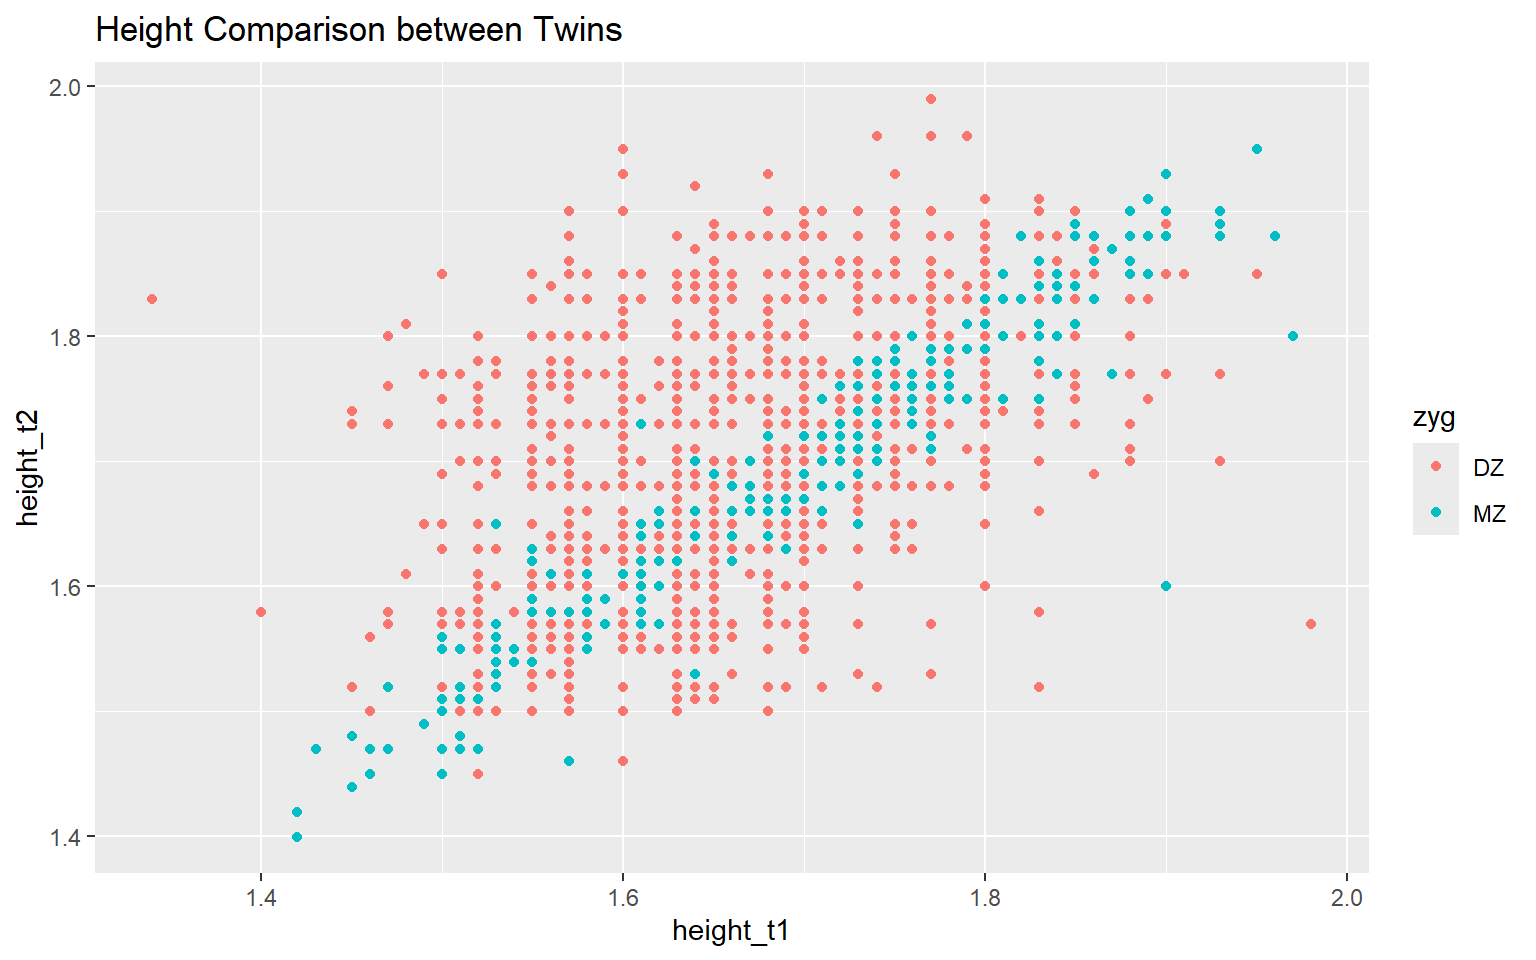 Height Comparison between Twins
2.0
1.8
1.6
1.4
height_t2
1.4 1.6 1.8 2.0
height_t1
zyg
DZ
MZ